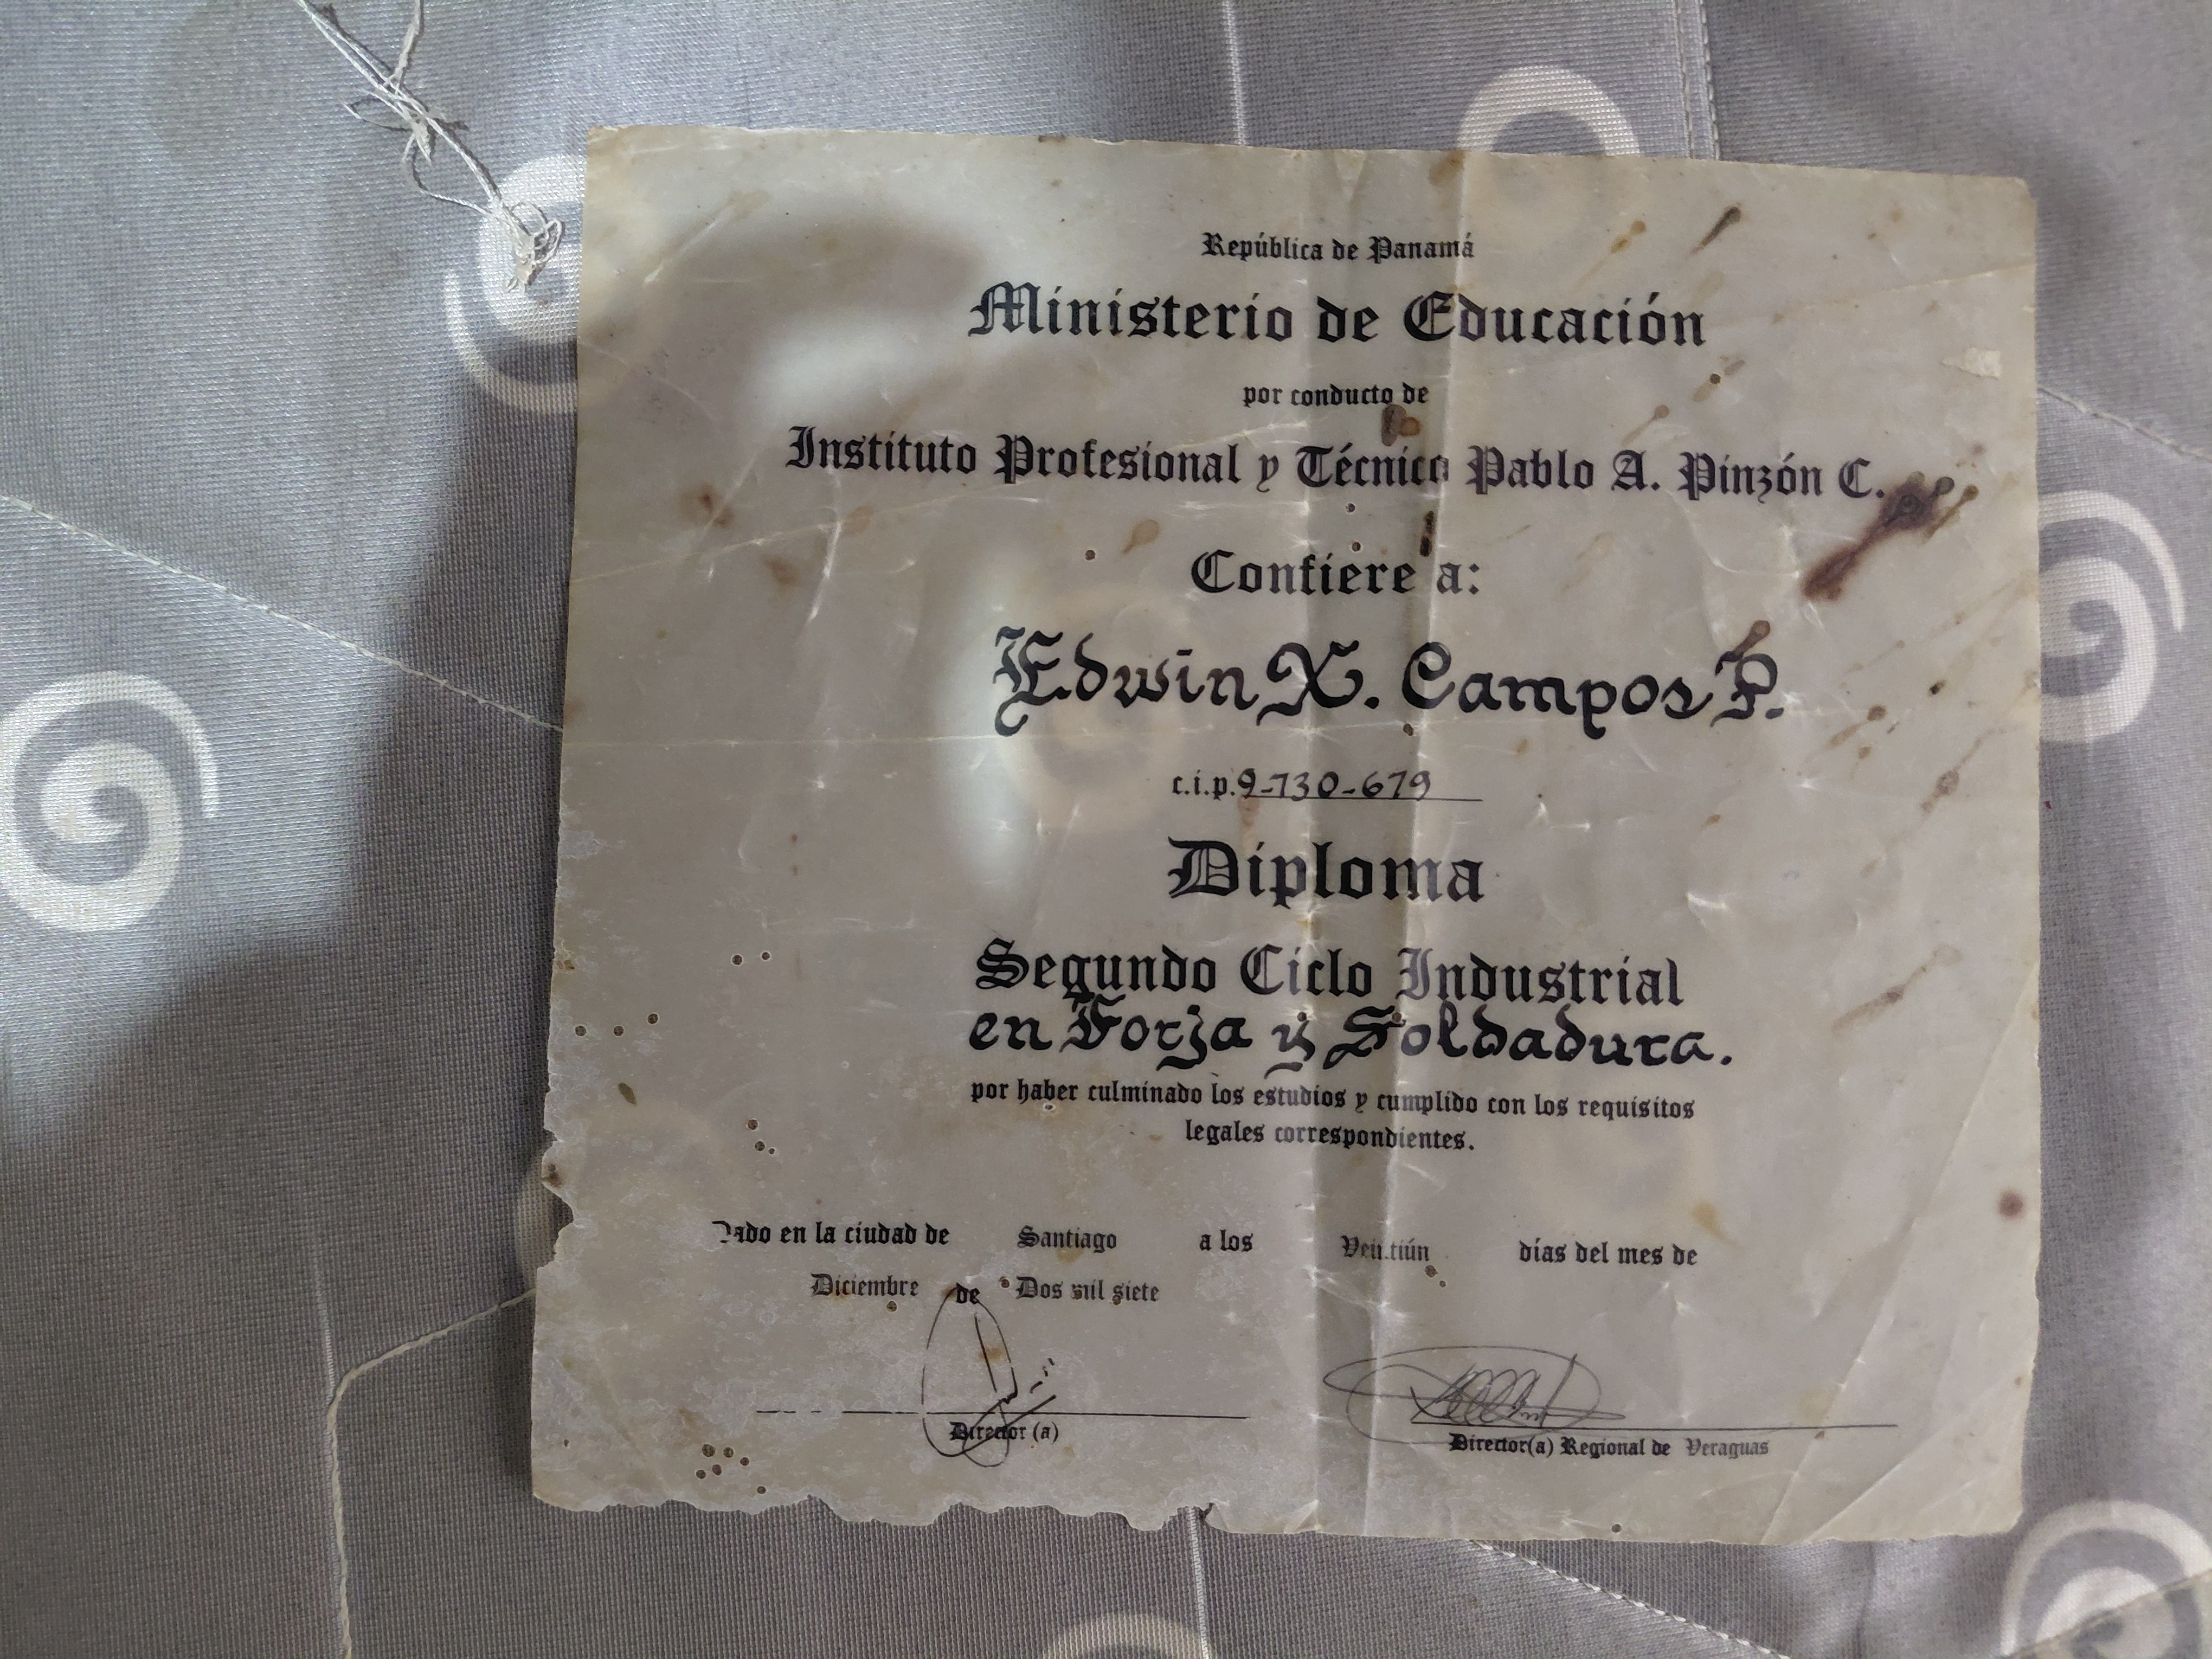 República de Panamá
Ministerio de Educación
por conducto de
Instituto Profesional y Técnico Pablo A. Pinzón C.
Confiere a:
Edwin X. Campos P.
c.i.p. 9-730-679
Diploma
Segundo Ciclo Industrial
en Forja y Soldadura.
por haber culminado los estudios y cumplido con los requisitos
legales correspondientes.
Dado en la ciudad de Santiago a los Veintiún días del mes de
Diciembre de Dos mil siete
Director (a)
Director(a) Regional de Veraguas